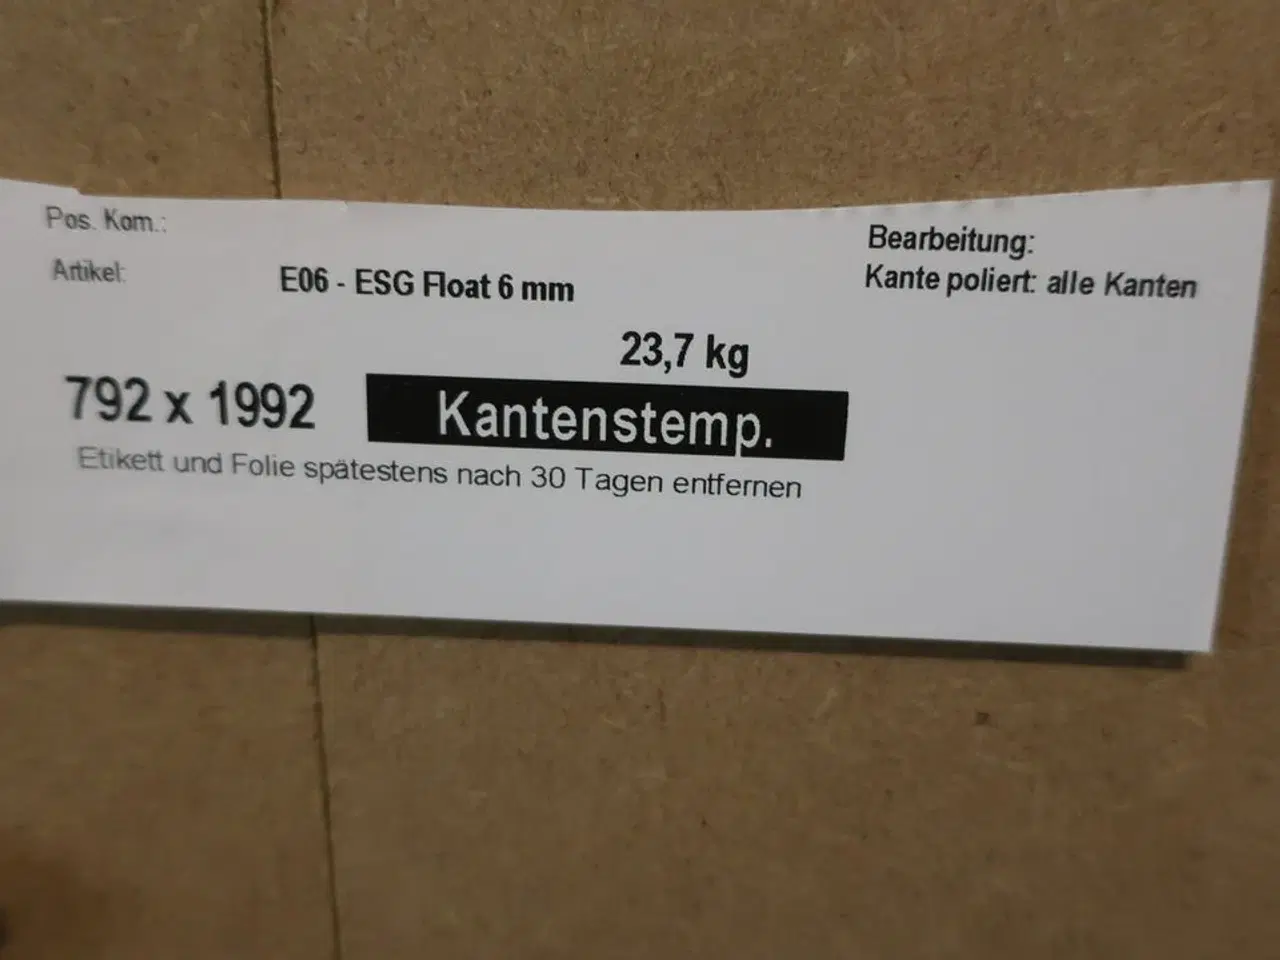 Pos. Kom.:
Artikel: E06 - ESG Float 6 mm
Bearbeitung:
Kante poliert: alle Kanten
23,7 kg
792 x 1992 Kantenstemp.
Etikett und Folie spätestens nach 30 Tagen entfernen